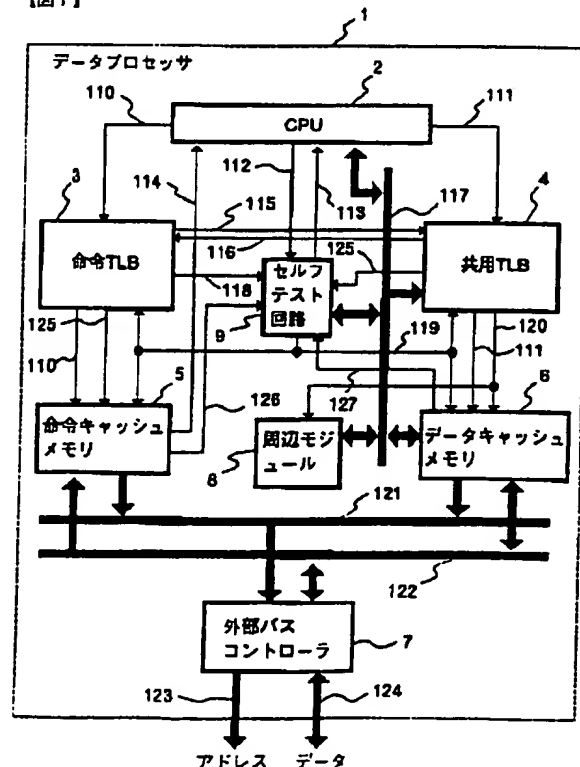 【図1】
1
データプロセッサ
2
110
111
CPU
112
114
113
3
4
115
117
116
125
命令TLB
118
セルフ
テスト
回路
共用TLB
125
9
119
120
110
111
5
126
127
6
命令キャッシュ
メモリ
周辺モジ
ュール
データキャッシュ
メモリ
8
121
122
外部バス
コントローラ
7
123
124
アドレス
データ